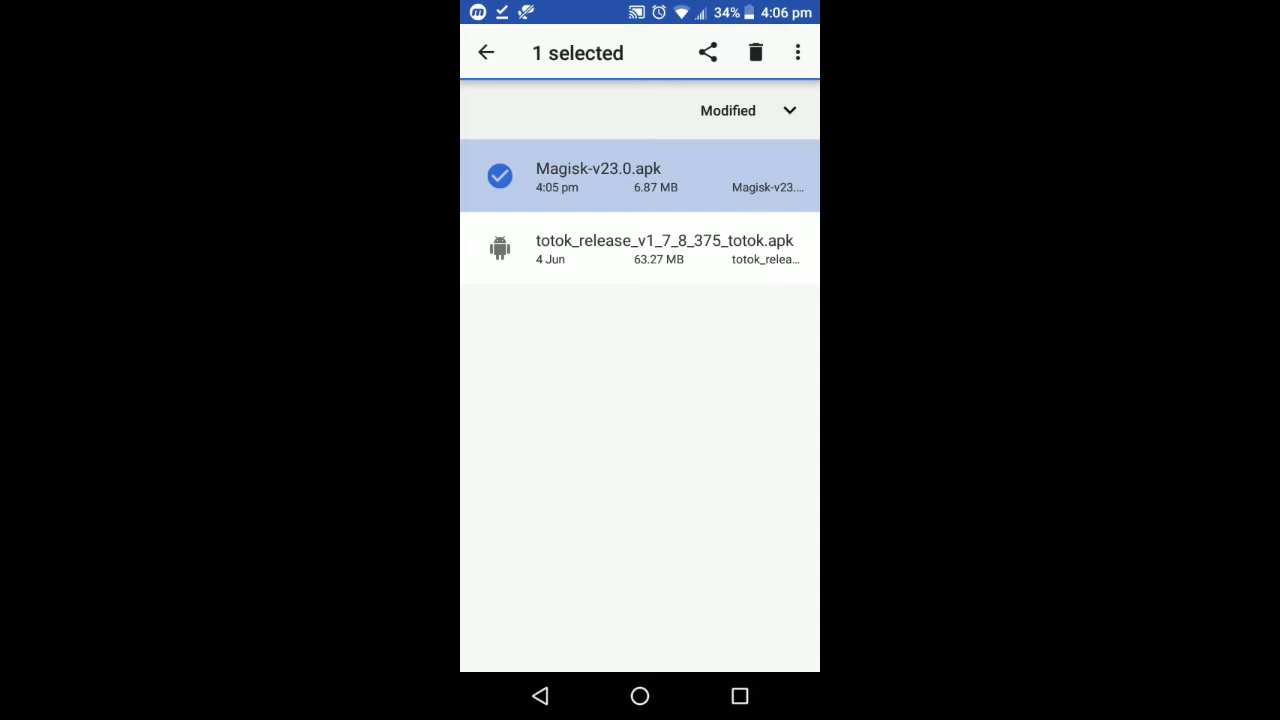 34% 4:06 pm
1 selected
Modified
Magisk-v23.0.apk
4:05 pm 6.87 MB Magisk-v23....
totok_release_v1_7_8_375_totok.apk
4 Jun 63.27 MB totok_relea...